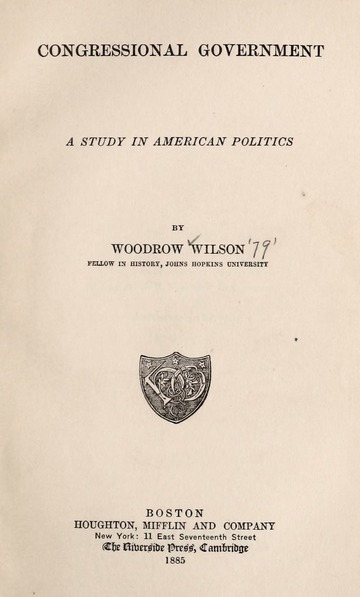 CONGRESSIONAL GOVERNMENT
A STUDY IN AMERICAN POLITICS
BY
WOODROW WILSON '79'
FELLOW IN HISTORY, JOHNS HOPKINS UNIVERSITY
BOSTON
HOUGHTON, MIFFLIN AND COMPANY
New York: 11 East Seventeenth Street
The Riverside Press, Cambridge
1885